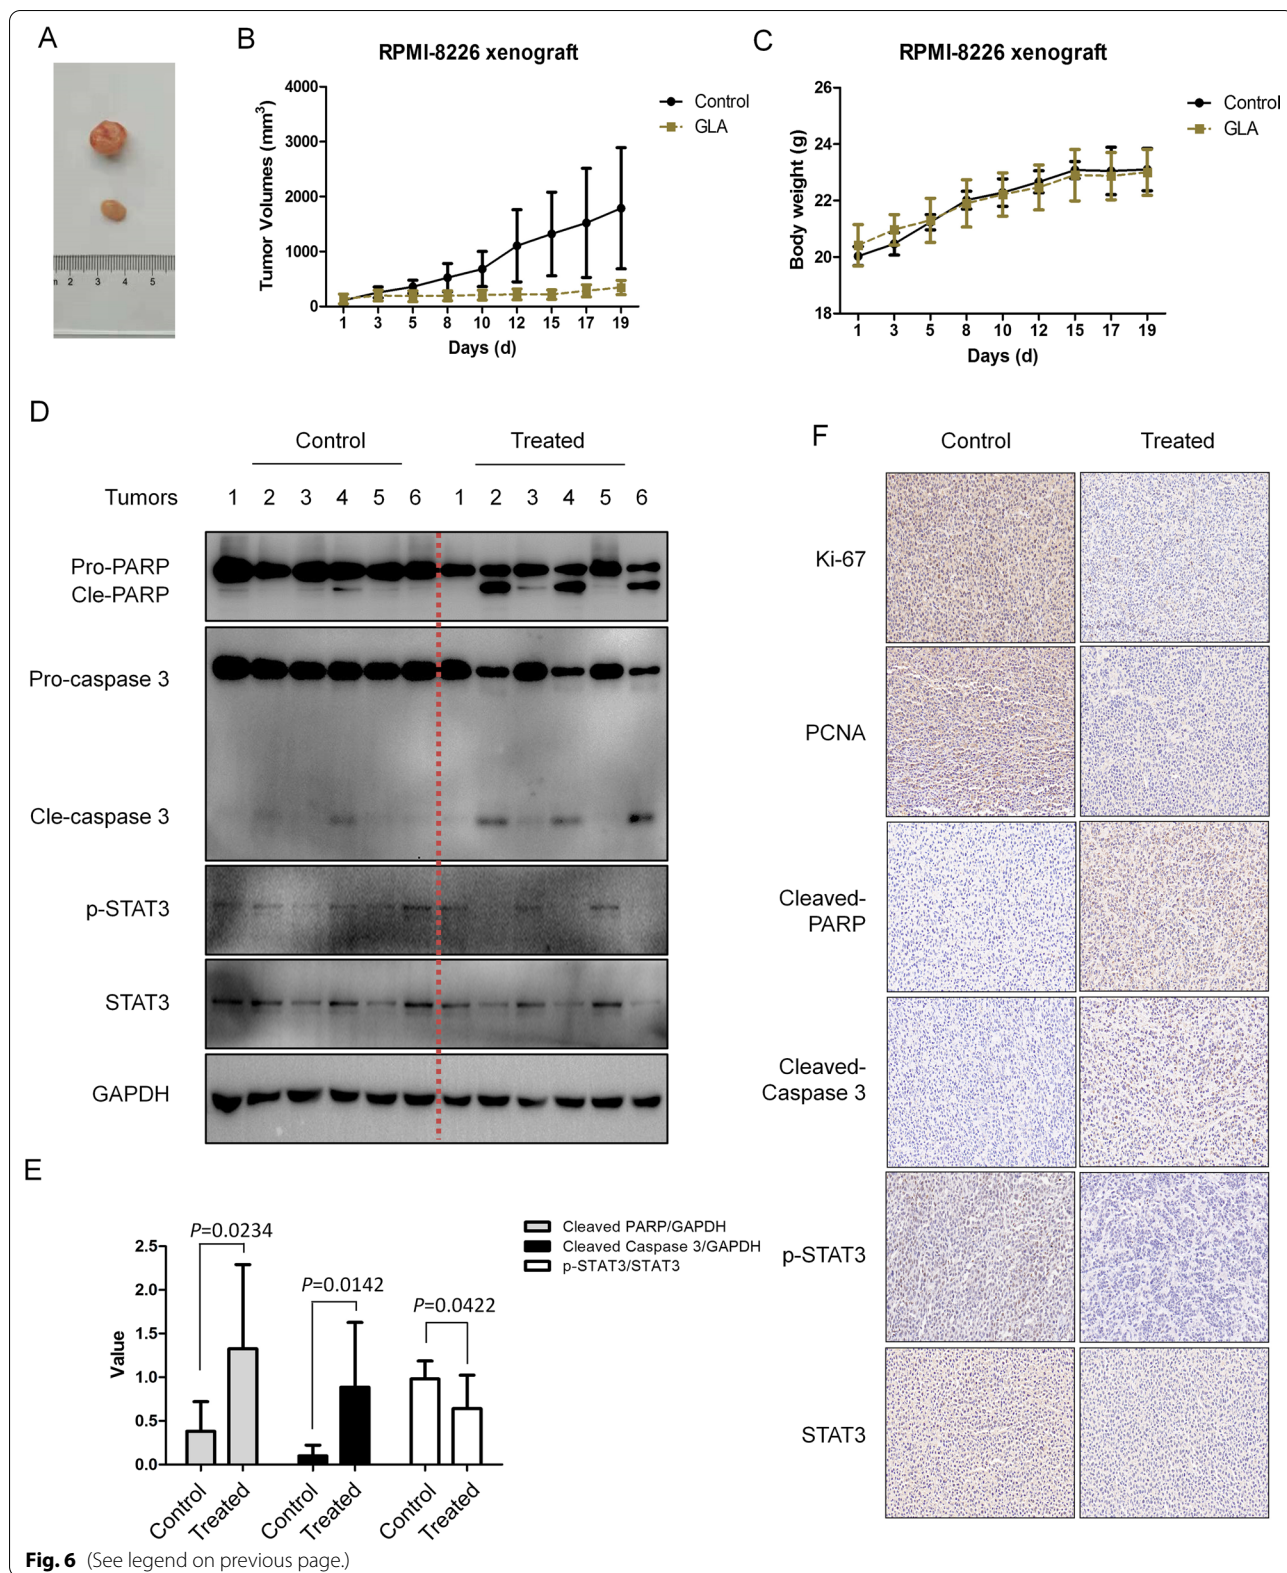 A
B
C
RPMI-8226 xenograft
RPMI-8226 xenograft
Tumor Volumes (mm³)
4000
3000
2000
1000
0
1 3 5 8 10 12 15 17 19
Days (d)
Control
GLA
Body weight (g)
26
24
22
20
18
1 3 5 8 10 12 15 17 19
Days (d)
Control
GLA
2 3 4 5
D
Control Treated
Tumors 1 2 3 4 5 6 1 2 3 4 5 6
Pro-PARP
Cle-PARP
Pro-caspase 3
Cle-caspase 3
p-STAT3
STAT3
GAPDH
E
Value
2.5
2.0
1.5
1.0
0.5
0.0
P=0.0234
P=0.0142
P=0.0422
Control Treated Control Treated Control Treated
Cleaved PARP/GAPDH
Cleaved Caspase 3/GAPDH
p-STAT3/STAT3
F
Control Treated
Ki-67
PCNA
Cleaved-
PARP
Cleaved-
Caspase 3
p-STAT3
STAT3
Fig. 6 (See legend on previous page.)